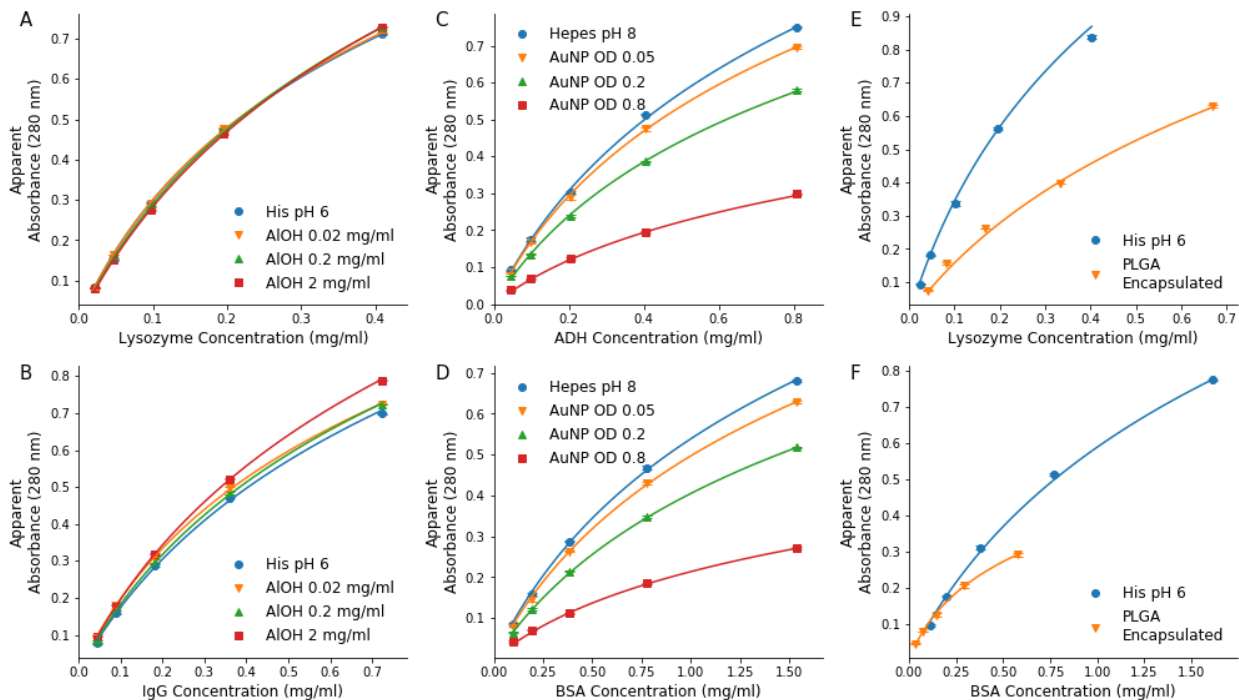 A
Apparent
Absorbance (280 nm)
0.7
0.6
0.5
0.4
0.3
0.2
0.1
His pH 6
AlOH 0.02 mg/ml
AlOH 0.2 mg/ml
AlOH 2 mg/ml
0.0 0.1 0.2 0.3 0.4
Lysozyme Concentration (mg/ml)
C
Apparent
Absorbance (280 nm)
0.7
0.6
0.5
0.4
0.3
0.2
0.1
0.0
Hepes pH 8
AuNP OD 0.05
AuNP OD 0.2
AuNP OD 0.8
0.0 0.1 0.2 0.3 0.4 0.5 0.6 0.7 0.8
ADH Concentration (mg/ml)
E
Apparent
Absorbance (280 nm)
0.9
0.8
0.7
0.6
0.5
0.4
0.3
0.2
0.1
His pH 6
PLGA
Encapsulated
0.0 0.1 0.2 0.3 0.4 0.5 0.6 0.7
Lysozyme Concentration (mg/ml)
B
Apparent
Absorbance (280 nm)
0.8
0.7
0.6
0.5
0.4
0.3
0.2
0.1
His pH 6
AlOH 0.02 mg/ml
AlOH 0.2 mg/ml
AlOH 2 mg/ml
0.0 0.1 0.2 0.3 0.4 0.5 0.6 0.7
IgG Concentration (mg/ml)
D
Apparent
Absorbance (280 nm)
0.7
0.6
0.5
0.4
0.3
0.2
0.1
0.0
Hepes pH 8
AuNP OD 0.05
AuNP OD 0.2
AuNP OD 0.8
0.00 0.25 0.50 0.75 1.00 1.25 1.50
BSA Concentration (mg/ml)
F
Apparent
Absorbance (280 nm)
0.8
0.7
0.6
0.5
0.4
0.3
0.2
0.1
His pH 6
PLGA
Encapsulated
0.00 0.25 0.50 0.75 1.00 1.25 1.50
BSA Concentration (mg/ml)